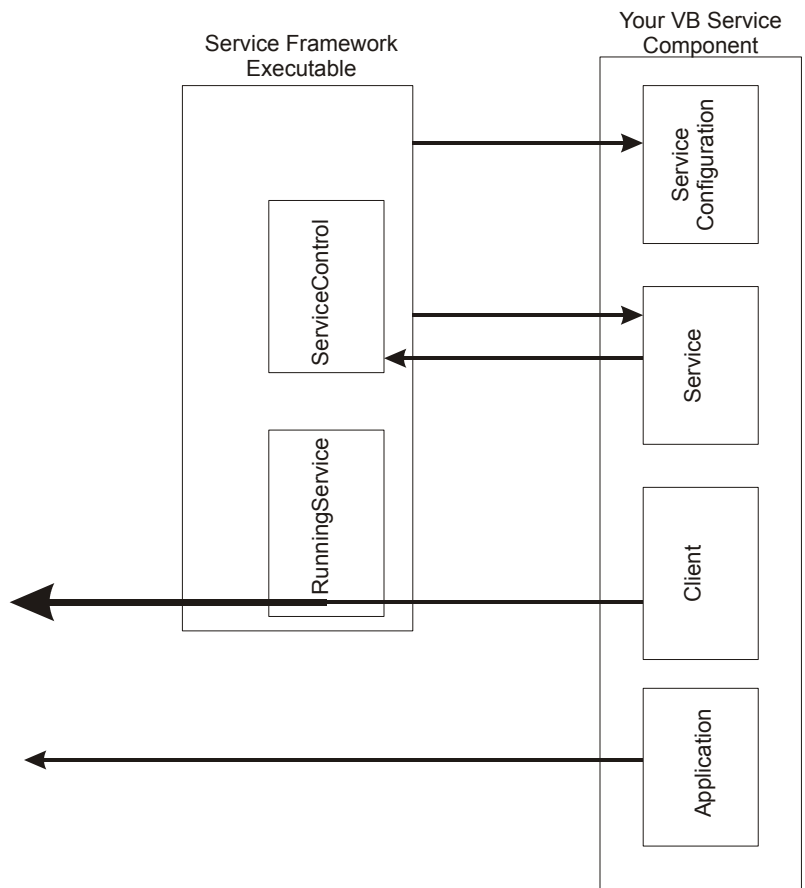 Service Framework
Executable
Your VB Service
Component
Service
Configuration
ServiceControl
Service
RunningService
Client
Application